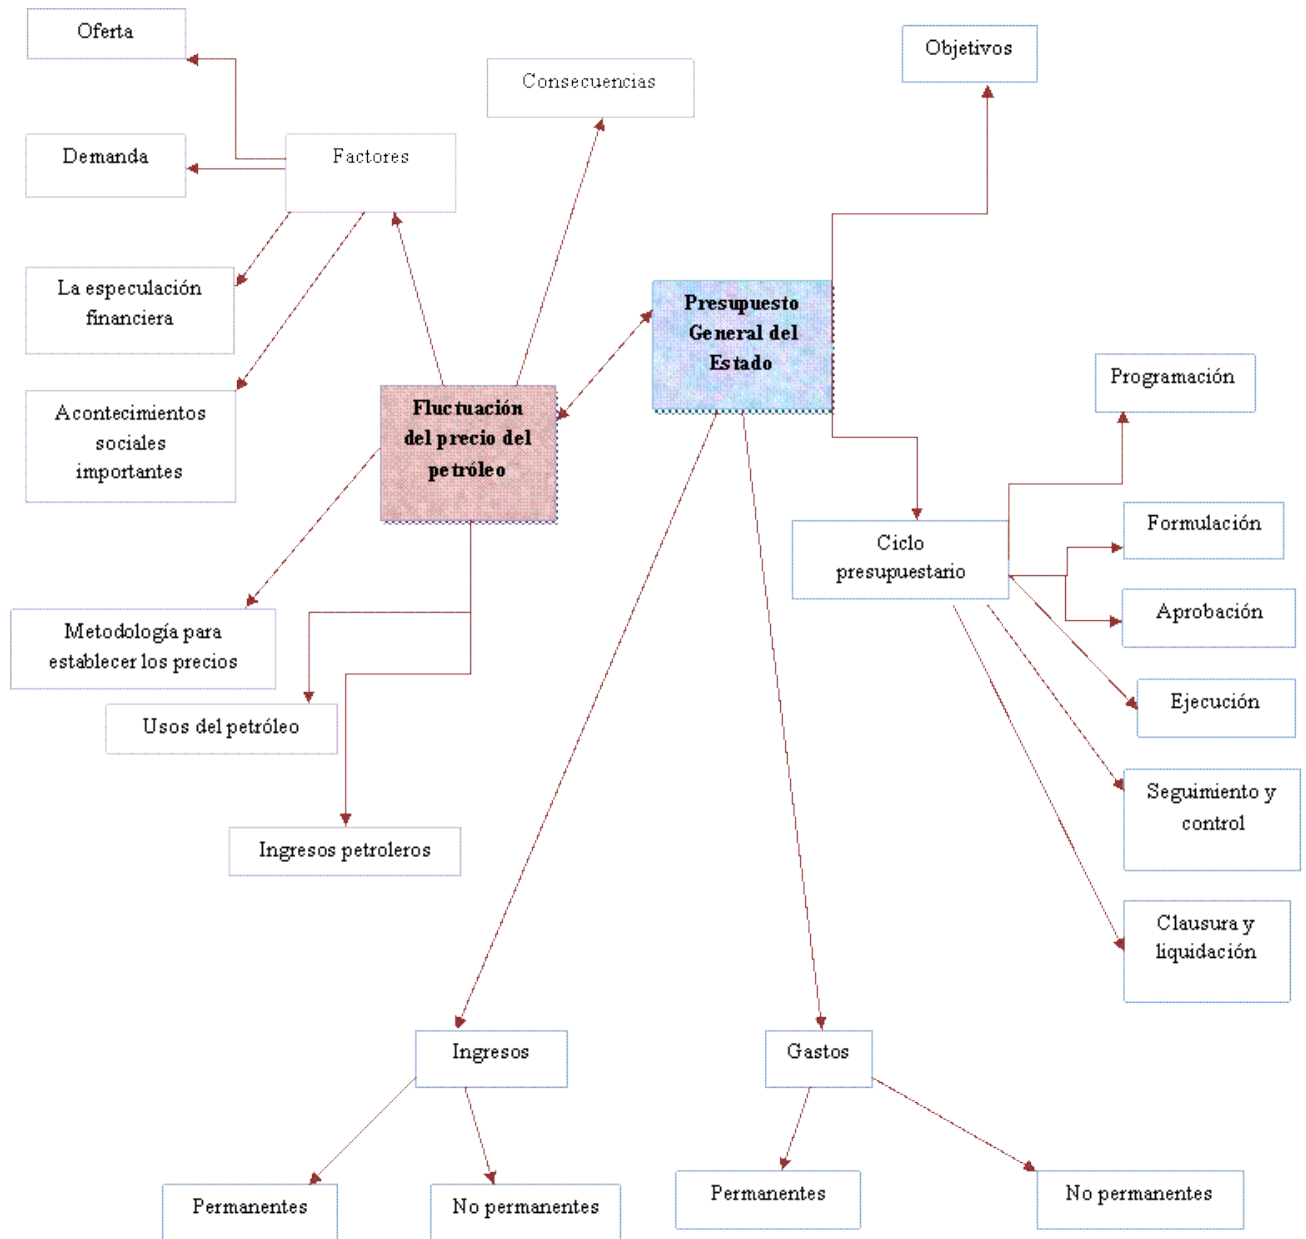 Oferta
Objetivos
Consecuencias
Demanda
Factores
La especulación
financiera
Presupuesto
General del
Estado
Programación
Acontecimientos
sociales
importantes
Fluctuación
del precio del
petróleo
Formulación
Ciclo
presupuestario
Aprobación
Metodología para
establecer los precios
Ejecución
Usos del petróleo
Seguimiento y
control
Ingresos petroleros
Clausura y
liquidación
Ingresos
Gastos
Permanentes
No permanentes
Permanentes
No permanentes